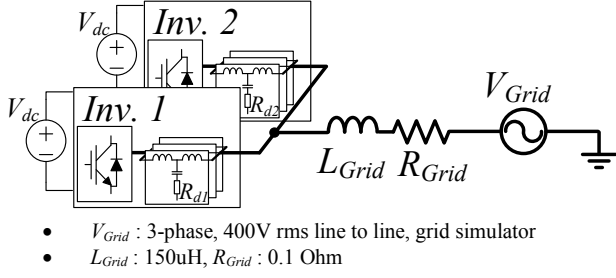 V_dc
Inv. 2
R_d2
V_dc
Inv. 1
R_d1
V_Grid
L_Grid R_Grid
• V_Grid : 3-phase, 400V rms line to line, grid simulator
• L_Grid : 150uH, R_Grid : 0.1 Ohm